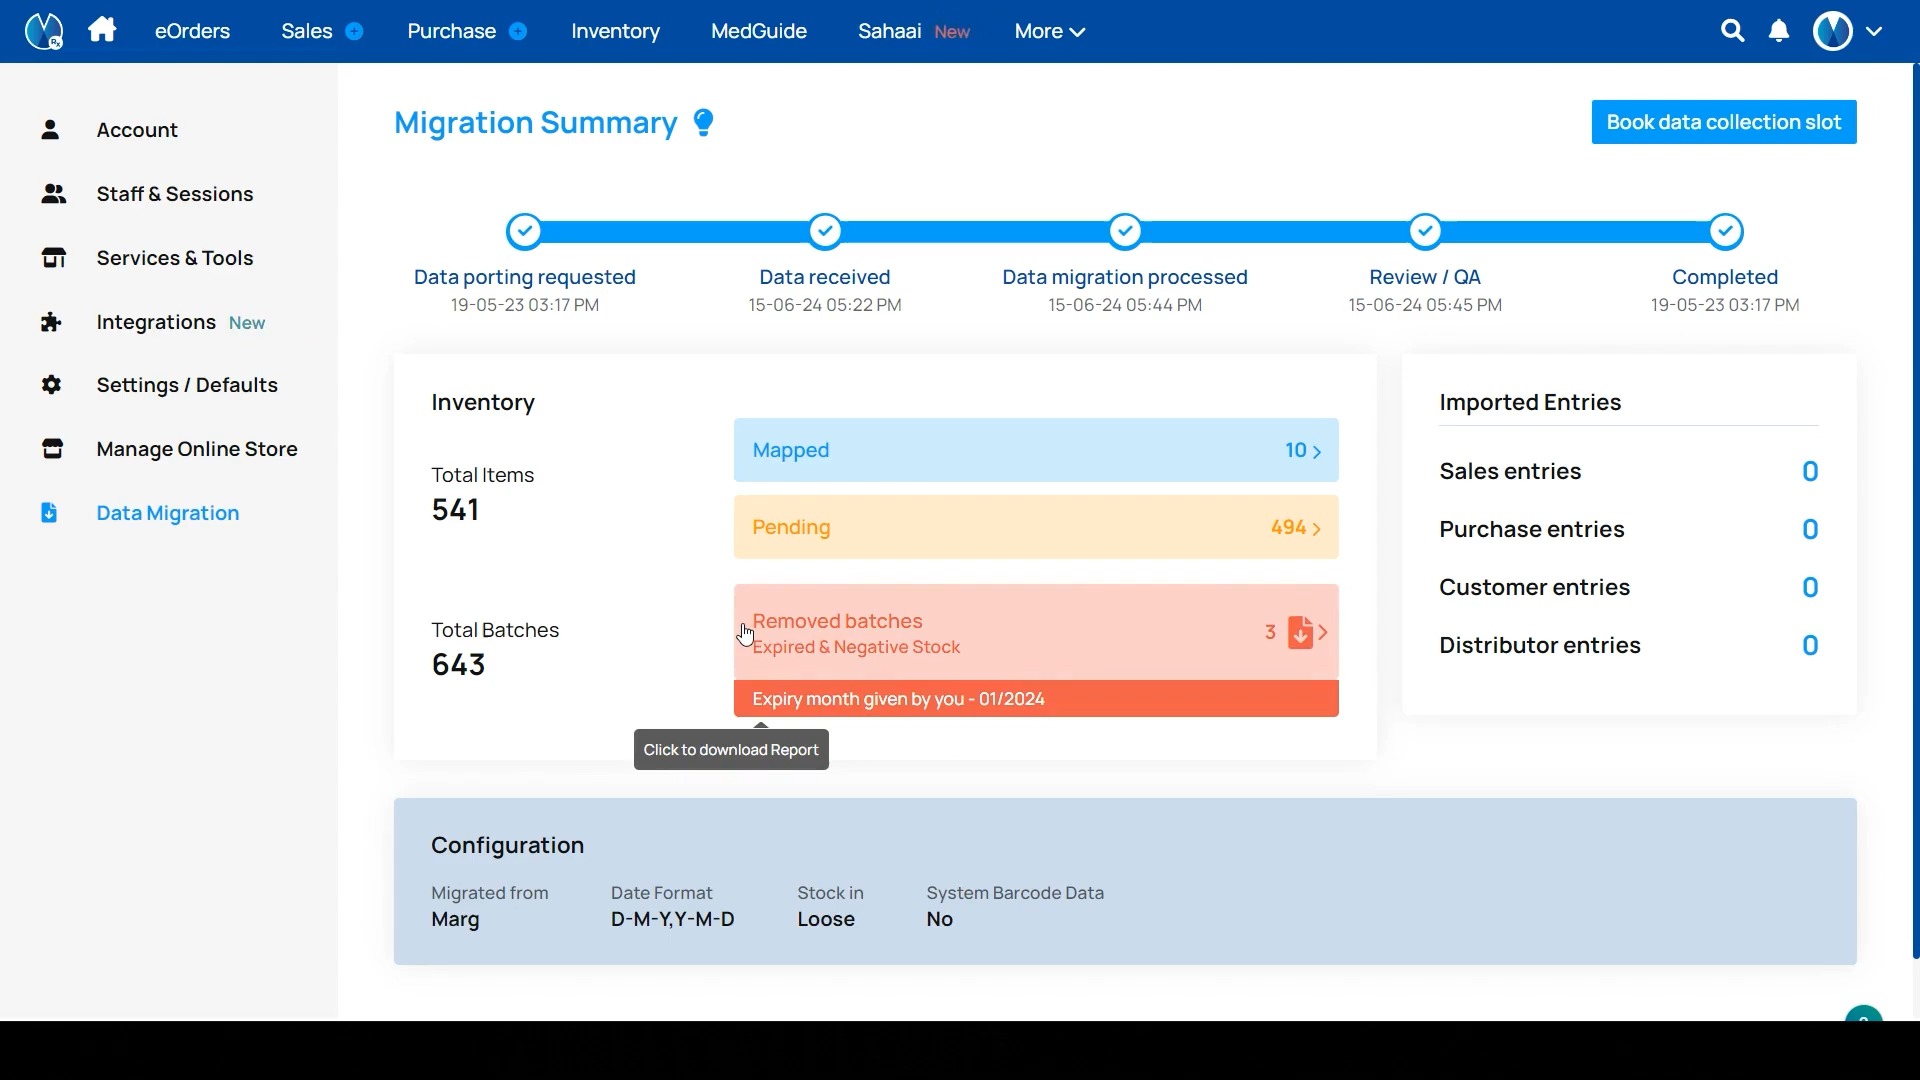 eOrders Sales Purchase Inventory MedGuide Sahaai New More
Account
Staff & Sessions
Services & Tools
Integrations New
Settings / Defaults
Manage Online Store
Data Migration
Migration Summary
Book data collection slot
Data porting requested
19-05-23 03:17 PM
Data received
15-06-24 05:22 PM
Data migration processed
15-06-24 05:44 PM
Review / QA
15-06-24 05:45 PM
Completed
19-05-23 03:17 PM
Inventory
Total Items
541
Mapped 10
Pending 494
Total Batches
643
Removed batches
Expired & Negative Stock
3
Expiry month given by you - 01/2024
Click to download Report
Imported Entries
Sales entries 0
Purchase entries 0
Customer entries 0
Distributor entries 0
Configuration
Migrated from
Marg
Date Format
D-M-Y,Y-M-D
Stock in
Loose
System Barcode Data
No